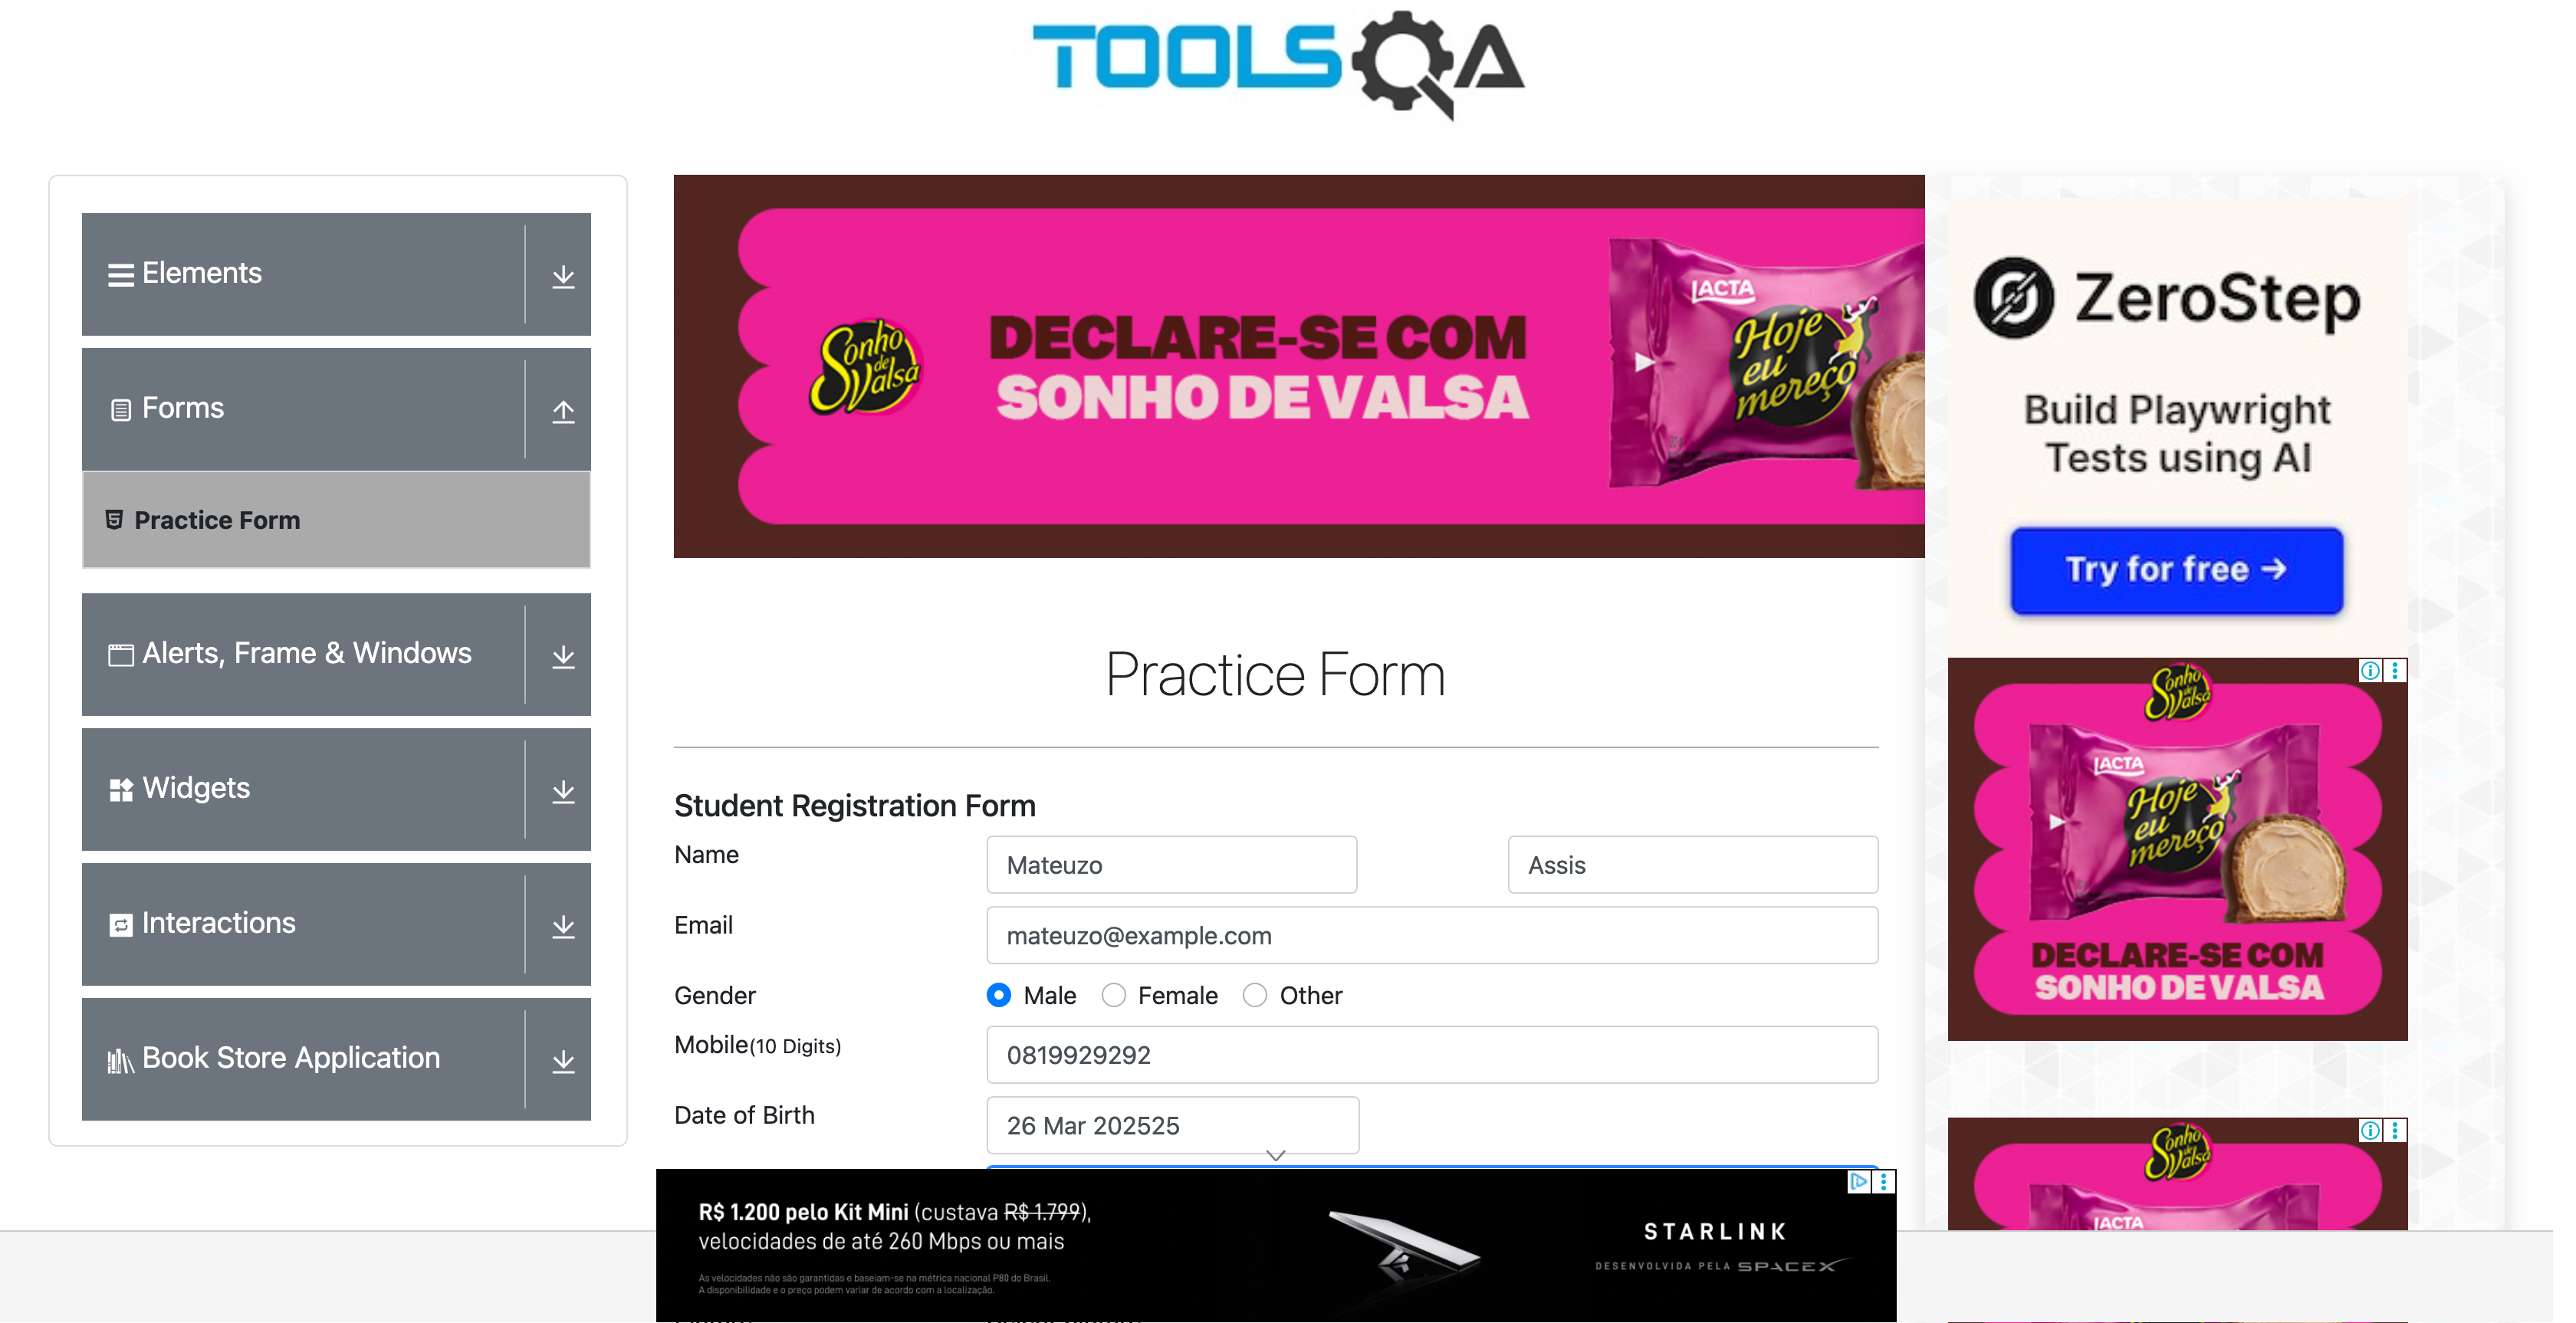 TOOLSQA
Elements
Forms
Practice Form
Alerts, Frame & Windows
Widgets
Interactions
Book Store Application
Sonho de Valsa
DECLARE-SE COM
SONHO DE VALSA
LACTA
Hoje
eu
mereço
Practice Form
Student Registration Form
Name
Mateuzo
Assis
Email
mateuzo@example.com
Gender
Male
Female
Other
Mobile(10 Digits)
0819929292
Date of Birth
26 Mar 202525
R$ 1.200 pelo Kit Mini (custava R$ 1.799),
velocidades de até 260 Mbps ou mais
As velocidades não são garantidas e baseiam-se na métrica nacional P80 do Brasil.
A disponibilidade e o preço podem variar de acordo com a localização.
STARLINK
DESENVOLVIDA PELA SPACEX
ZeroStep
Build Playwright
Tests using AI
Try for free →
Sonho de Valsa
LACTA
Hoje
eu
mereço
DECLARE-SE COM
SONHO DE VALSA
Sonho de Valsa
LACTA